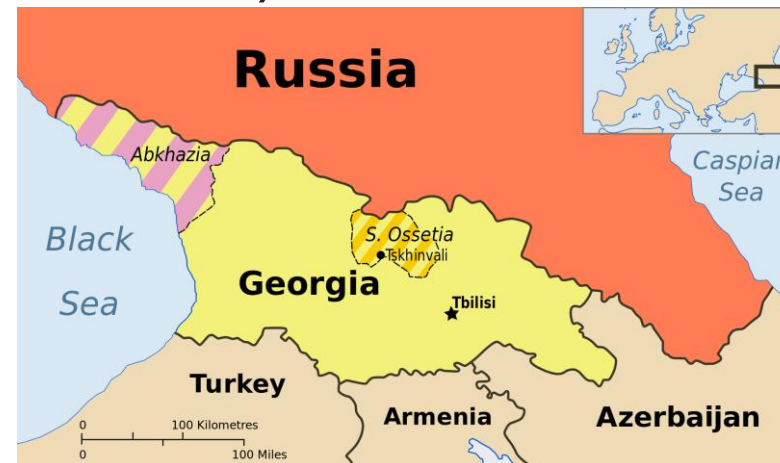 Russia
Abkhazia
Caspian
Sea
Black
Sea
S. Ossetia
Tskhinvali
Georgia
Tbilisi
Turkey
Armenia
Azerbaijan
0 100 Kilometres
0 100 Miles